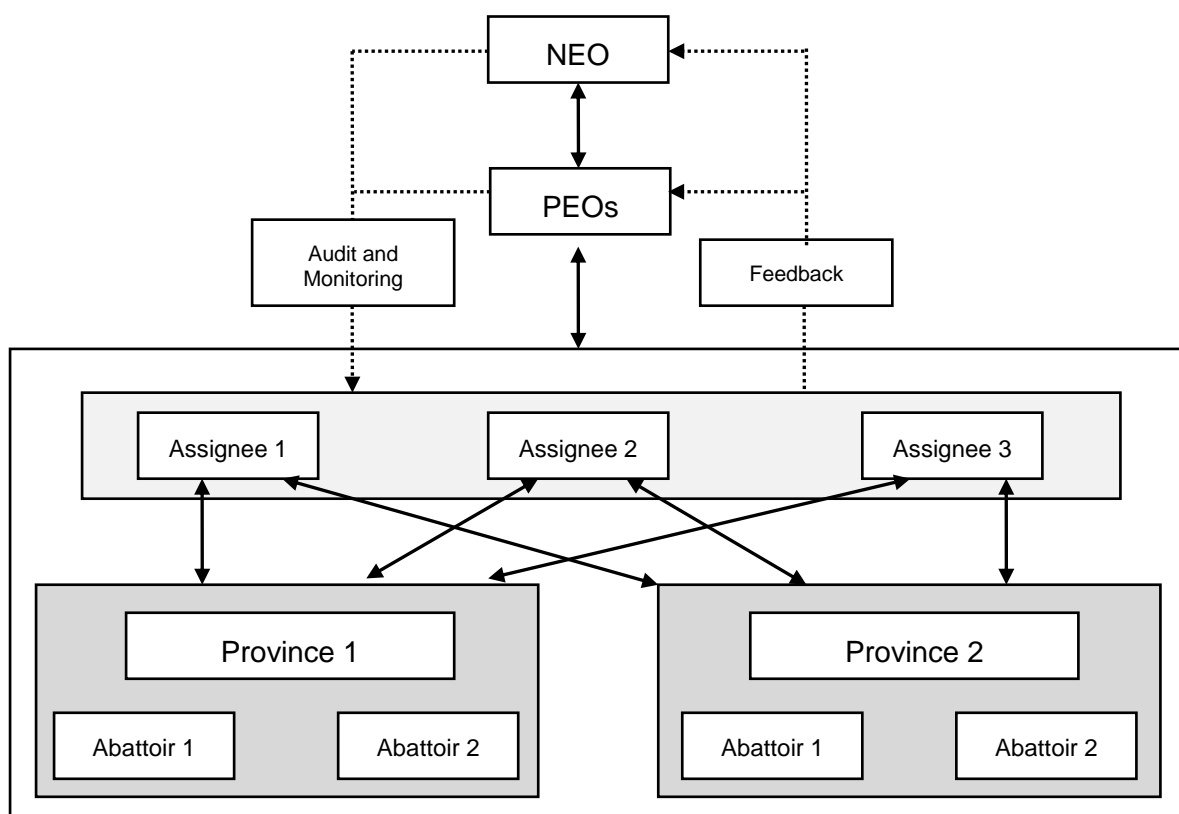 NEO
PEOs
Audit and
Monitoring
Feedback
Assignee 1
Assignee 2
Assignee 3
Province 1
Province 2
Abattoir 1
Abattoir 2
Abattoir 1
Abattoir 2